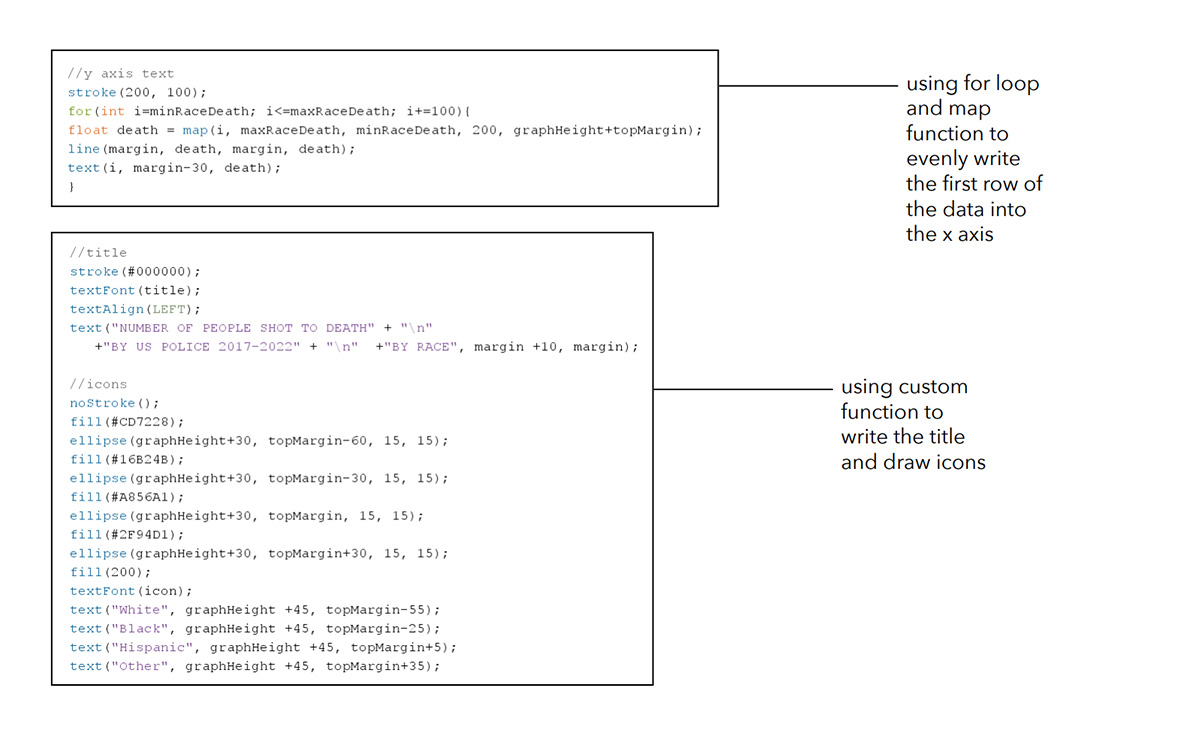 //y axis text
stroke(200, 100);
for(int i=minRaceDeath; i<=maxRaceDeath; i+=100){
float death = map(i, maxRaceDeath, minRaceDeath, 200, graphHeight+topMargin);
line(margin, death, margin, death);
text(i, margin-30, death);
}
using for loop
and map
function to
evenly write
the first row of
the data into
the x axis
//title
stroke(#000000);
textFont(title);
textAlign(LEFT);
text("NUMBER OF PEOPLE SHOT TO DEATH" + "\n"
+"BY US POLICE 2017-2022" + "\n" +"BY RACE", margin +10, margin);
//icons
noStroke();
fill(#CD7228);
ellipse(graphHeight+30, topMargin-60, 15, 15);
fill(#16B24B);
ellipse(graphHeight+30, topMargin-30, 15, 15);
fill(#A856A1);
ellipse(graphHeight+30, topMargin, 15, 15);
fill(#2F94D1);
ellipse(graphHeight+30, topMargin+30, 15, 15);
fill(200);
textFont(icon);
text("White", graphHeight +45, topMargin-55);
text("Black", graphHeight +45, topMargin-25);
text("Hispanic", graphHeight +45, topMargin+5);
text("Other", graphHeight +45, topMargin+35);
using custom
function to
write the title
and draw icons